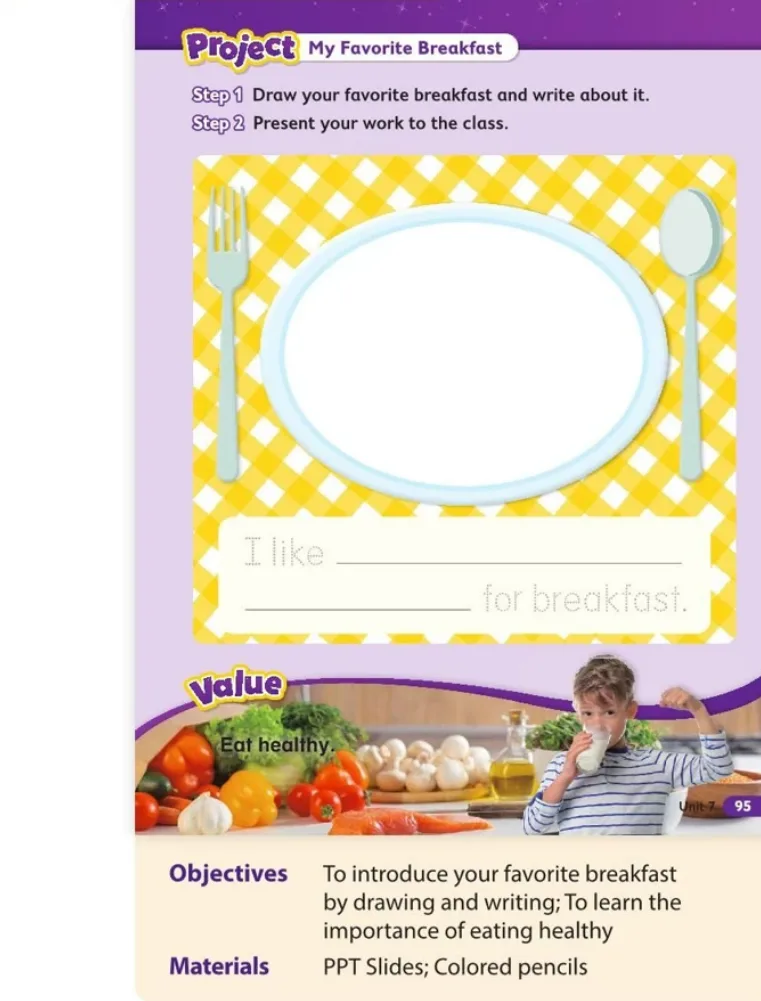 Project My Favorite Breakfast
Step 1 Draw your favorite breakfast and write about it.
Step 2 Present your work to the class.
I like
for breakfast.
Value
Eat healthy.
Unit 7 95
Objectives To introduce your favorite breakfast
by drawing and writing; To learn the
importance of eating healthy
Materials PPT Slides; Colored pencils